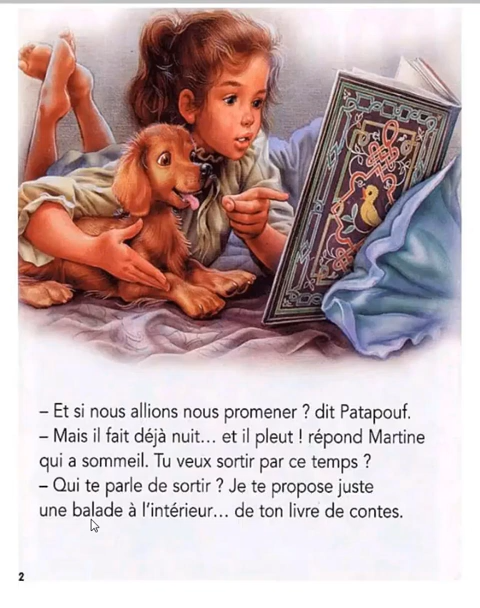 – Et si nous allions nous promener ? dit Patapouf.
– Mais il fait déjà nuit... et il pleut ! répond Martine
qui a sommeil. Tu veux sortir par ce temps ?
– Qui te parle de sortir ? Je te propose juste
une balade à l'intérieur... de ton livre de contes.
2